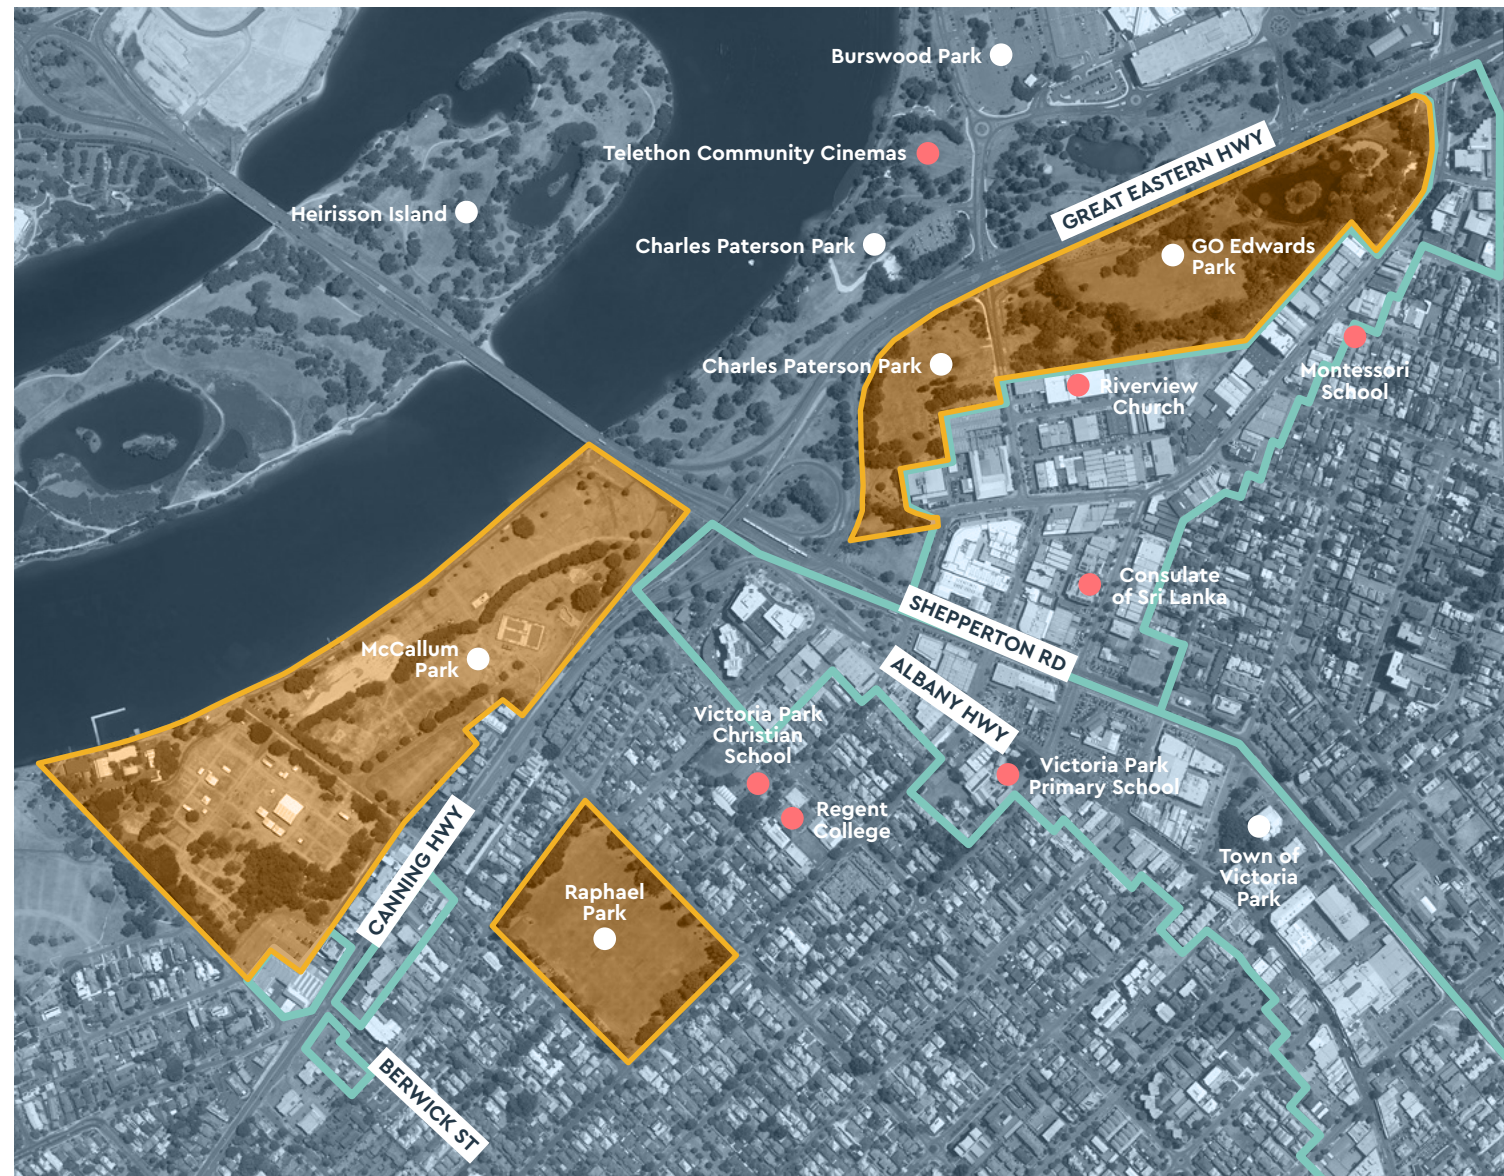 Burswood Park
Telethon Community Cinemas
GREAT EASTERN HWY
Heirisson Island
Charles Paterson Park
GO Edwards
Park
Charles Paterson Park
Riverview
Church
Montessori
School
Consulate
of Sri Lanka
SHEPPERTON RD
McCallum
Park
ALBANY HWY
Victoria Park
Christian
School
Victoria Park
Primary School
Regent
College
CANNING HWY
Town of
Victoria
Park
Raphael
Park
BERWICK ST